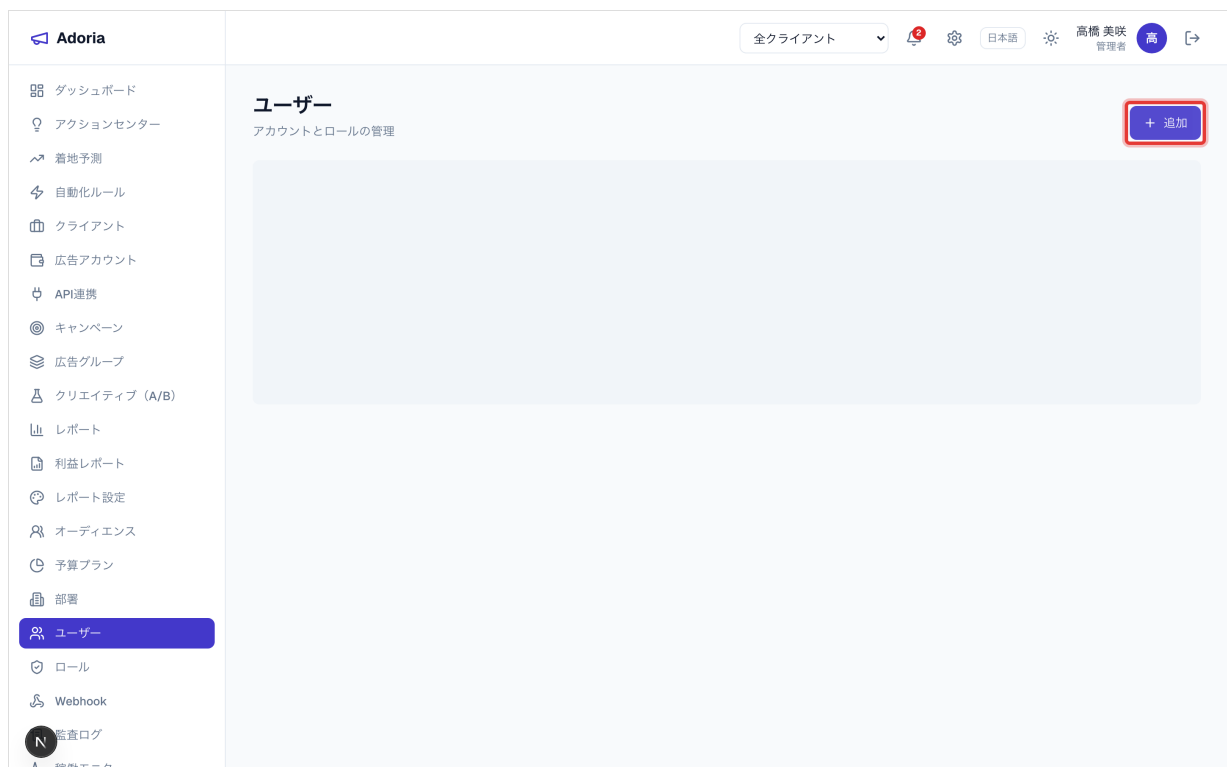 Adoria
全クライアント
2
日本語
高橋 美咲
管理者
高
ダッシュボード
アクションセンター
着地予測
自動化ルール
クライアント
広告アカウント
API連携
キャンペーン
広告グループ
クリエイティブ（A/B）
レポート
利益レポート
レポート設定
オーディエンス
予算プラン
部署
ユーザー
ロール
Webhook
監査ログ
稼働モニター
N
ユーザー
アカウントとロールの管理
+ 追加